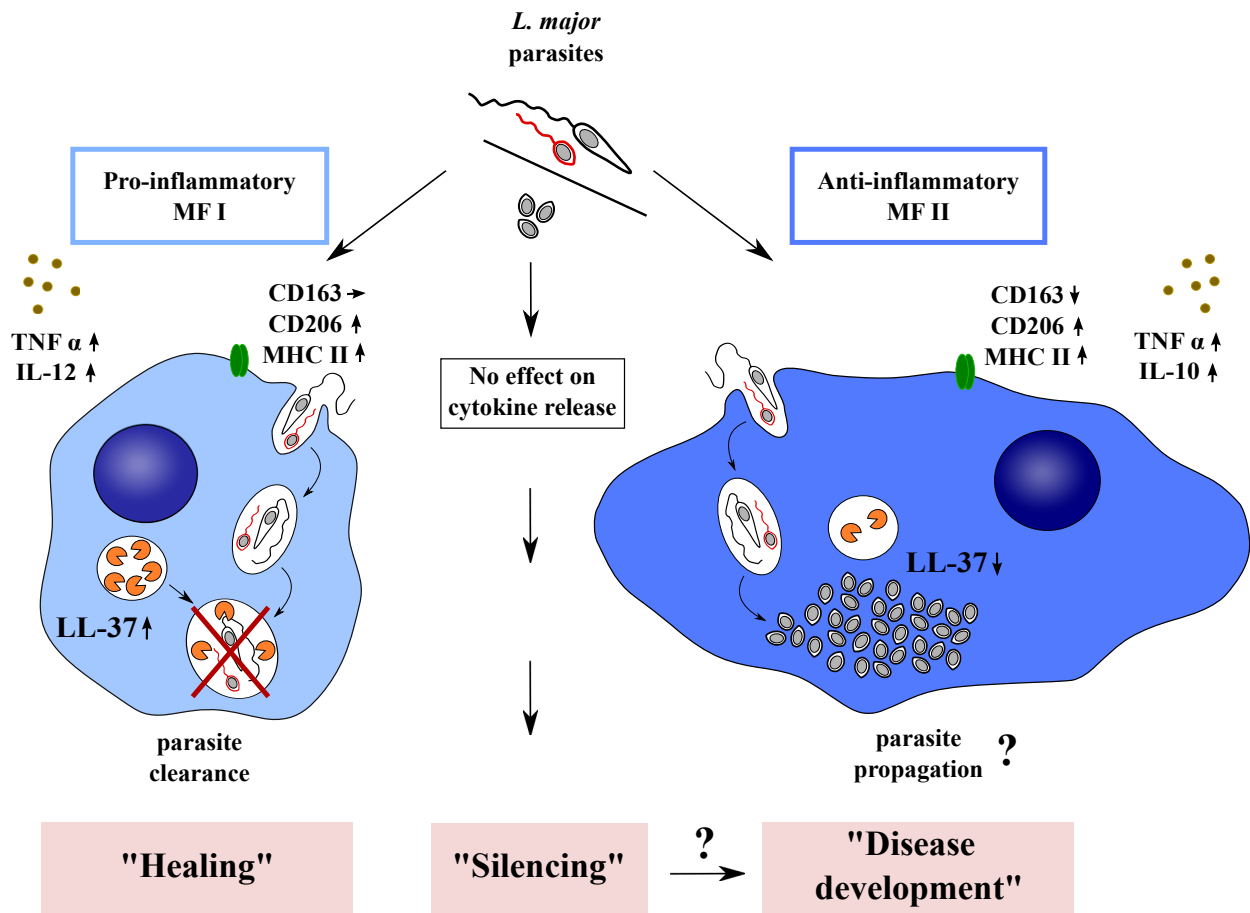 L. major
parasites
Pro-inflammatory
MF I
Anti-inflammatory
MF II
CD163
CD206
MHC II
TNF α
IL-12
No effect on
cytokine release
CD163
CD206
MHC II
TNF α
IL-10
LL-37
LL-37
parasite
clearance
parasite
propagation ?
"Healing"
"Silencing"
?
"Disease
development"